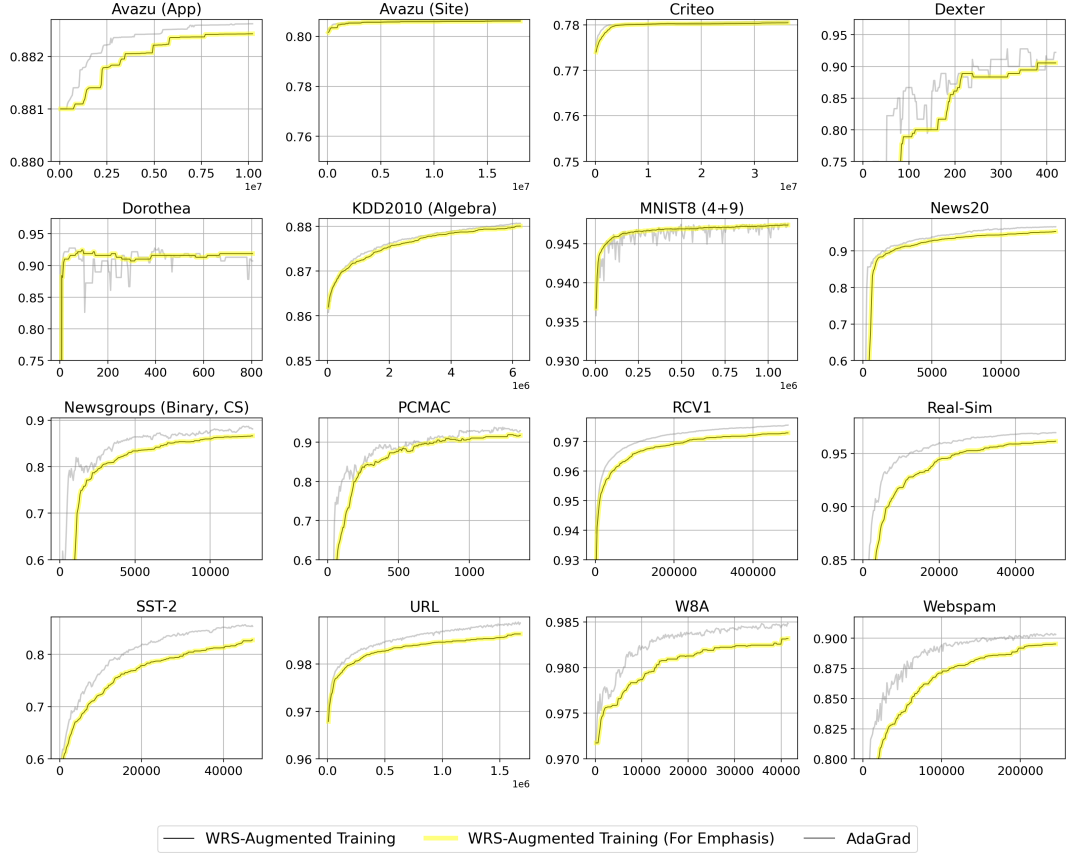 Avazu (App)
0.882
0.881
0.880
0.00 0.25 0.50 0.75 1.00
1e7
Avazu (Site)
0.80
0.78
0.76
0.0 0.5 1.0 1.5
1e7
Criteo
0.78
0.77
0.76
0.75
0 1 2 3
1e7
Dexter
0.95
0.90
0.85
0.80
0.75
0 100 200 300 400
Dorothea
0.95
0.90
0.85
0.80
0.75
0 200 400 600 800
KDD2010 (Algebra)
0.88
0.87
0.86
0.85
0 2 4 6
1e6
MNIST8 (4+9)
0.945
0.940
0.935
0.930
0.00 0.25 0.50 0.75 1.00
1e6
News20
0.9
0.8
0.7
0.6
0 5000 10000
Newsgroups (Binary, CS)
0.9
0.8
0.7
0.6
0 5000 10000
PCMAC
0.9
0.8
0.7
0.6
0 500 1000
RCV1
0.97
0.96
0.95
0.94
0.93
0 200000 400000
Real-Sim
0.95
0.90
0.85
0 20000 40000
SST-2
0.8
0.7
0.6
0 20000 40000
URL
0.98
0.97
0.96
0.0 0.5 1.0 1.5
1e6
W8A
0.985
0.980
0.975
0.970
0 10000 20000 30000 40000
Webspam
0.900
0.875
0.850
0.825
0.800
0 100000 200000
WRS-Augmented Training WRS-Augmented Training (For Emphasis) AdaGrad